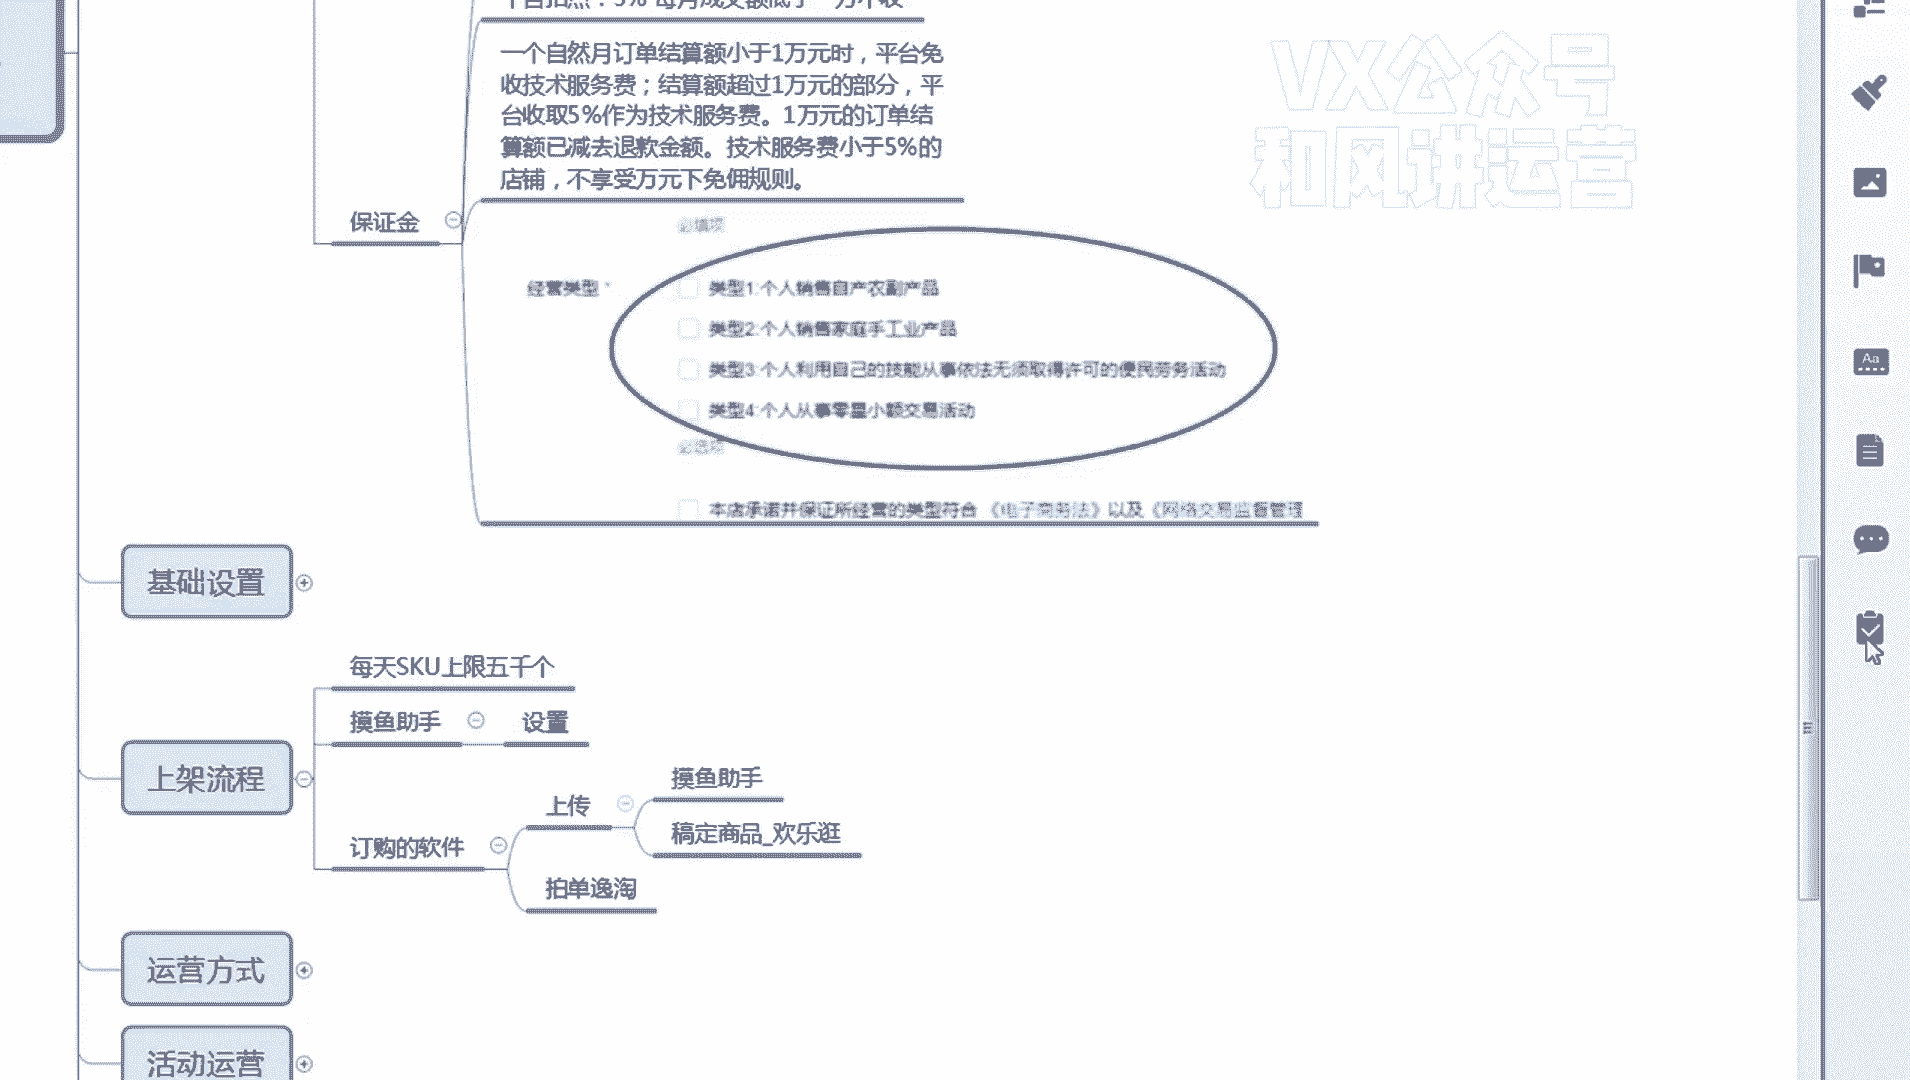 一个自然月订单结算额小于1万元时，平台免
收技术服务费；结算额超过1万元的部分，平
台收取5%作为技术服务费。1万元的订单结
算额已减去退款金额。技术服务费小于5%的
店铺，不享受万元下免佣规则。
VX公众号
和风讲运营
保证金
必填项
经营类型 *
类型1:个人销售自产农副产品
类型2:个人销售家庭手工业产品
类型3:个人利用自己的技能从事依法无须取得许可的便民劳务活动
类型4:个人从事零星小额交易活动
必选项
本店承诺并保证所经营的类型符合《电子商务法》以及《网络交易监督管理
基础设置
每天SKU上限五千个
摸鱼助手
设置
上架流程
订购的软件
上传
摸鱼助手
稿定商品_欢乐逛
拍单逸淘
运营方式
活动运营
Aa